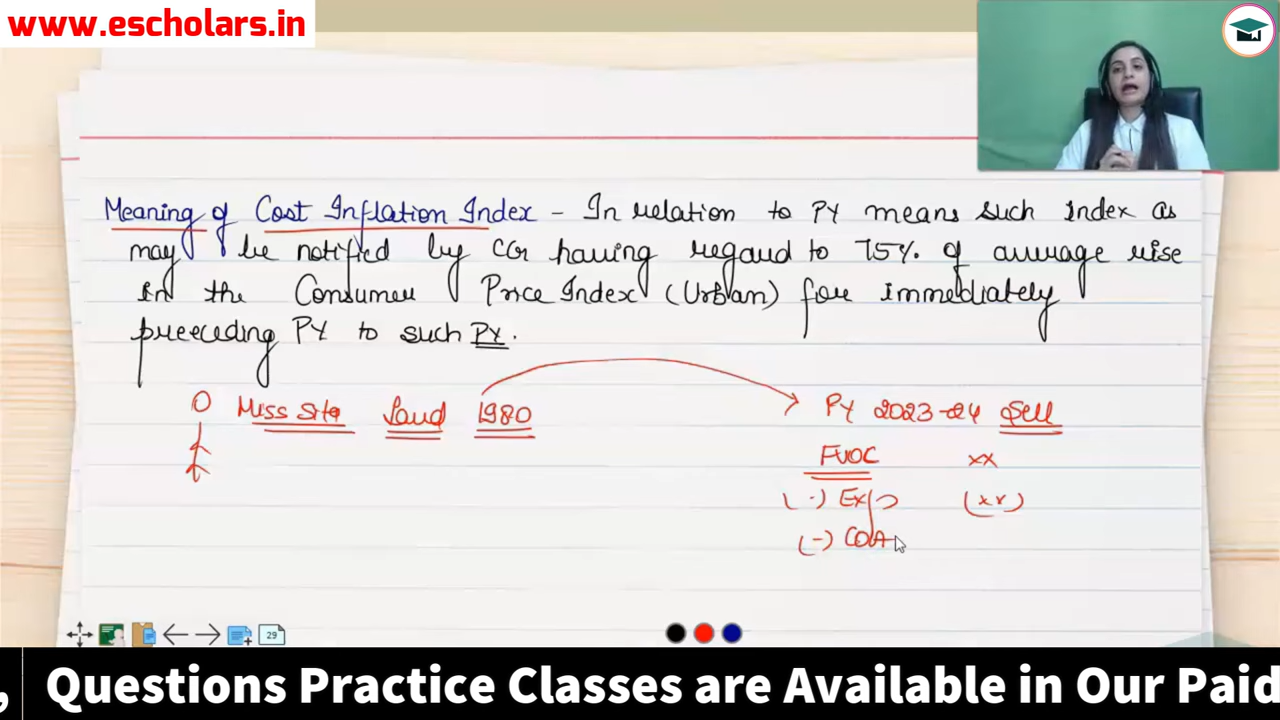 www.escholars.in
Meaning of Cost Inflation Index - In relation to PY means such index as
may be notified by CG having regard to 75% of average rise
in the Consumer Price Index (Urban) for immediately
preeceding PY to such PY.
Miss Sita Land 1980
PY 2023-24 Sell
FVOC xx
(-) Exp (xx)
(-) COA
29
, Questions Practice Classes are Available in Our Paid